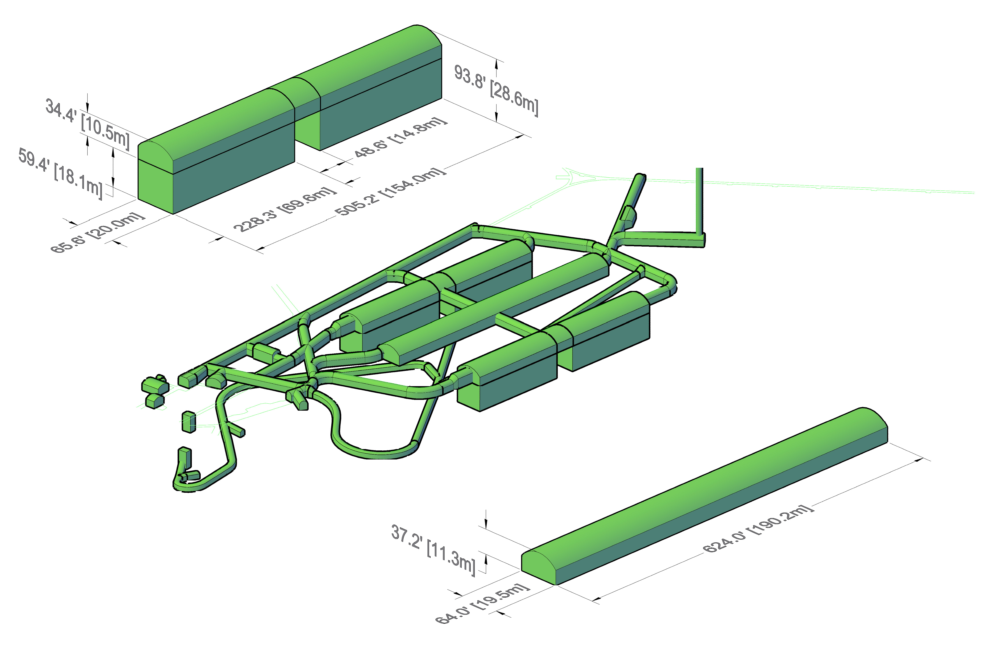 93.8' [28.6m]
34.4' [10.5m]
59.4' [18.1m]
48.6' [14.8m]
505.2' [154.0m]
228.3' [69.6m]
65.6' [20.0m]
37.2' [11.3m]
624.0' [190.2m]
64.0' [19.5m]